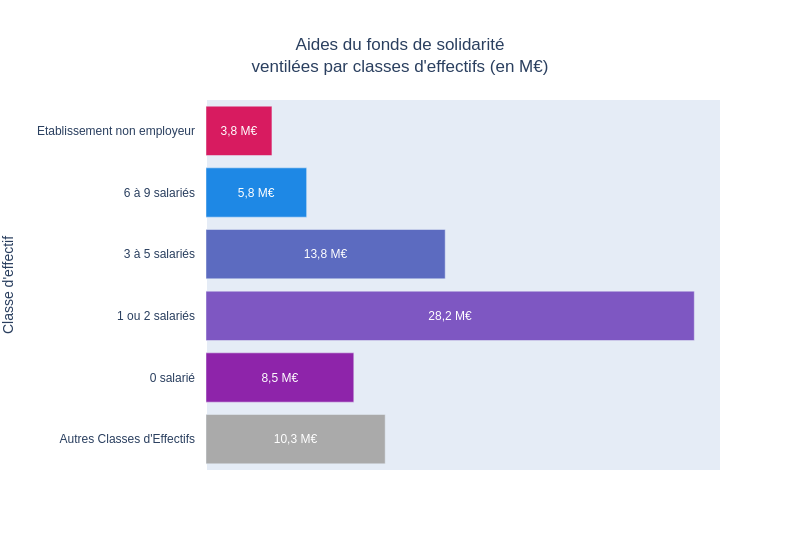 Aides du fonds de solidarité
ventilées par classes d'effectifs (en M€)
Classe d'effectif
Etablissement non employeur
3,8 M€
6 à 9 salariés
5,8 M€
3 à 5 salariés
13,8 M€
1 ou 2 salariés
28,2 M€
0 salarié
8,5 M€
Autres Classes d'Effectifs
10,3 M€